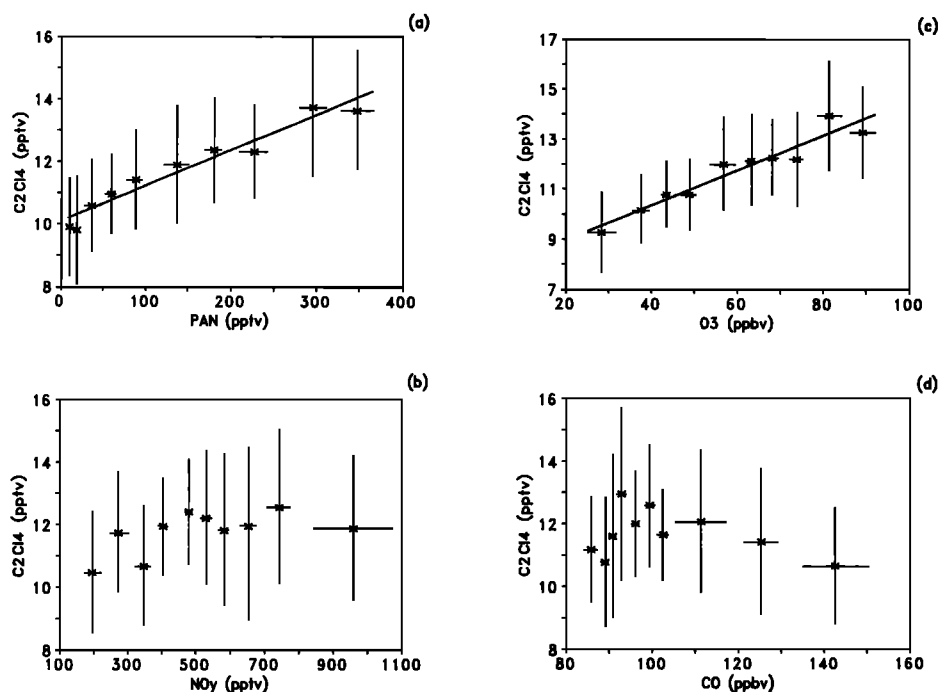 (a)
16
14
12
10
8
C2Cl4 (pptv)
0 100 200 300 400
PAN (pptv)
(c)
17
15
13
11
9
7
C2Cl4 (pptv)
20 40 60 80 100
O3 (ppbv)
(b)
16
14
12
10
8
C2Cl4 (pptv)
100 300 500 700 900 1100
NOy (pptv)
(d)
16
14
12
10
8
C2Cl4 (pptv)
80 100 120 140 160
CO (ppbv)